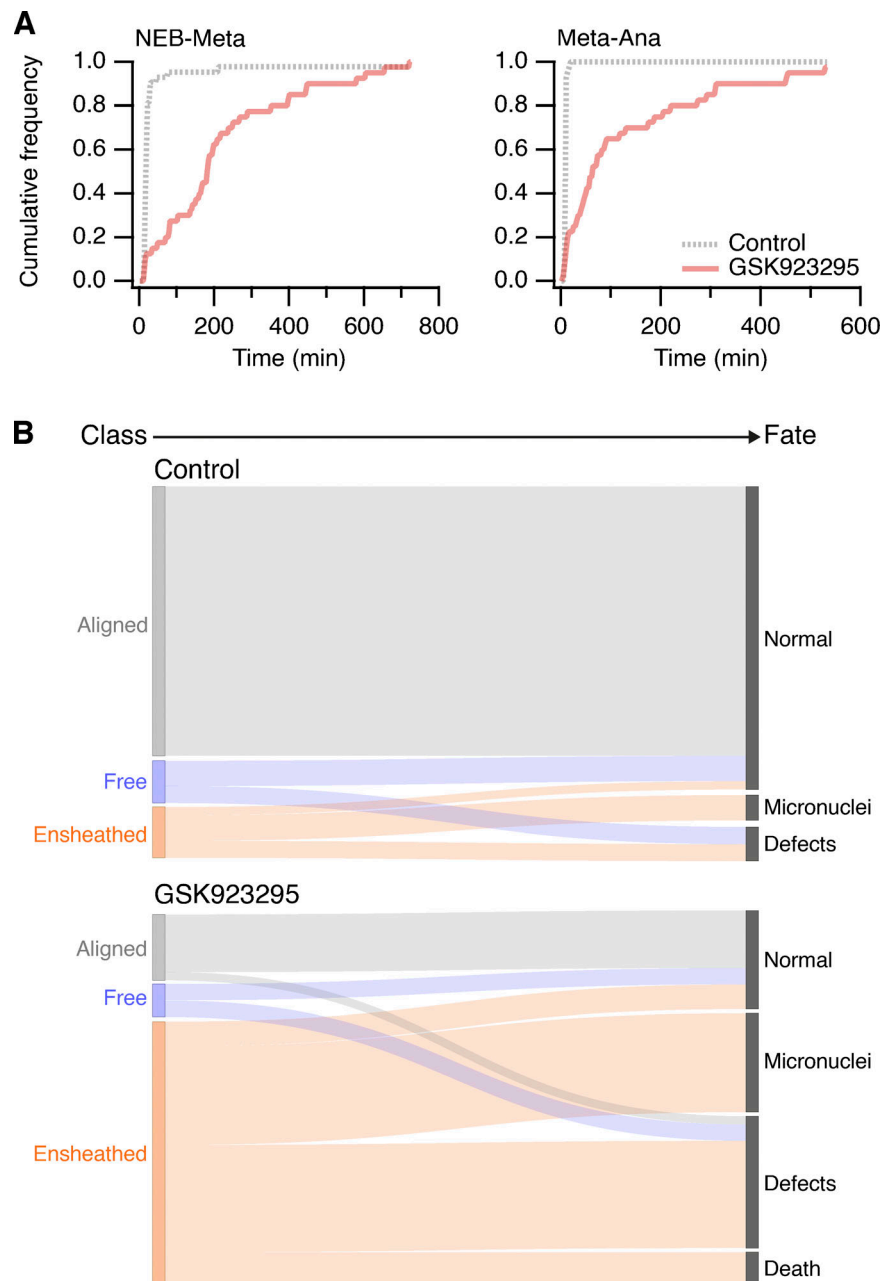 A
NEB-Meta
Meta-Ana
Cumulative frequency
1.0
0.8
0.6
0.4
0.2
0.0
0 200 400 600 800
Time (min)
1.0
0.8
0.6
0.4
0.2
0.0
0 200 400 600
Time (min)
Control
GSK923295
B
Class
Fate
Control
Aligned
Free
Ensheathed
Normal
Micronuclei
Defects
GSK923295
Aligned
Free
Ensheathed
Normal
Micronuclei
Defects
Death